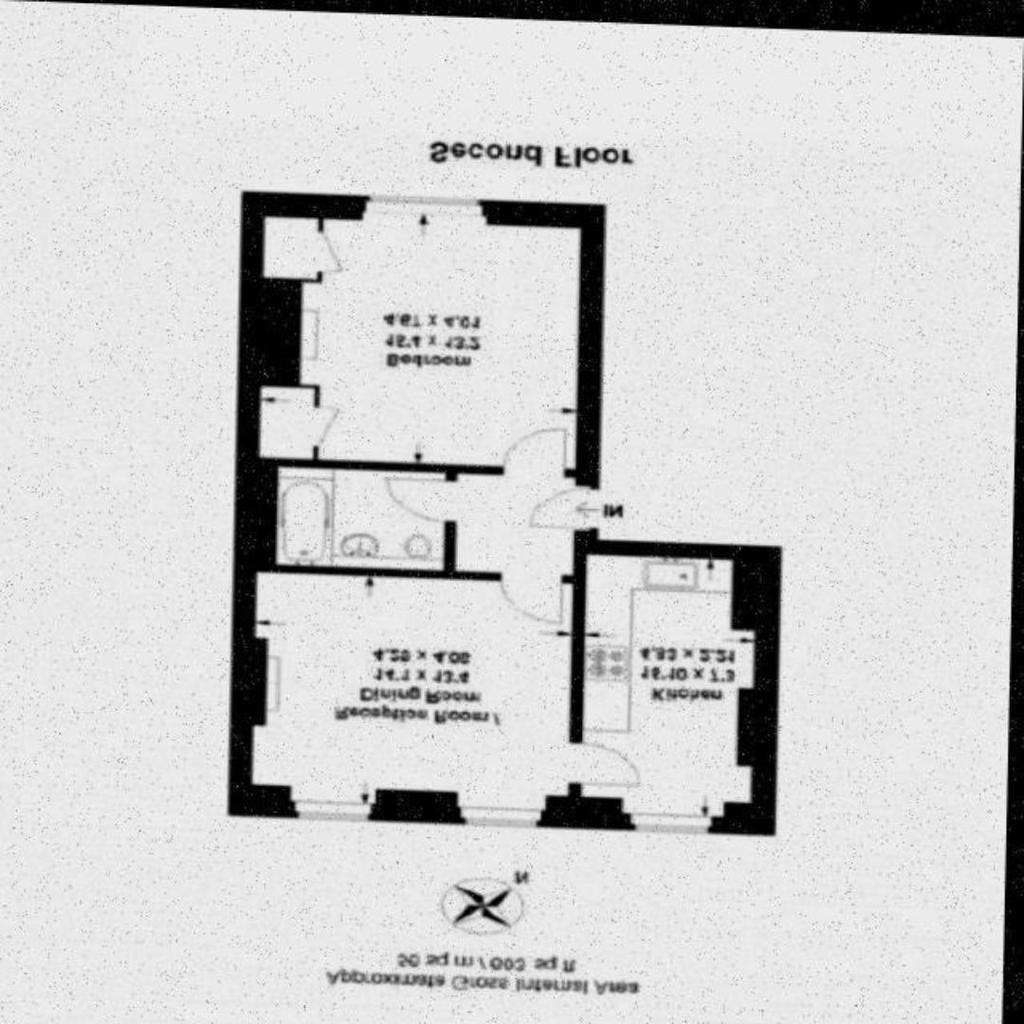 Approximate Gross Internal Area
56 sq m / 603 sq ft
N
Reception Room /
Dining Room
14'1 x 13'4
4.29 x 4.06
Kitchen
15'10 x 7'3
4.83 x 2.21
IN
Bedroom
15'4 x 13'2
4.67 x 4.01
Second Floor